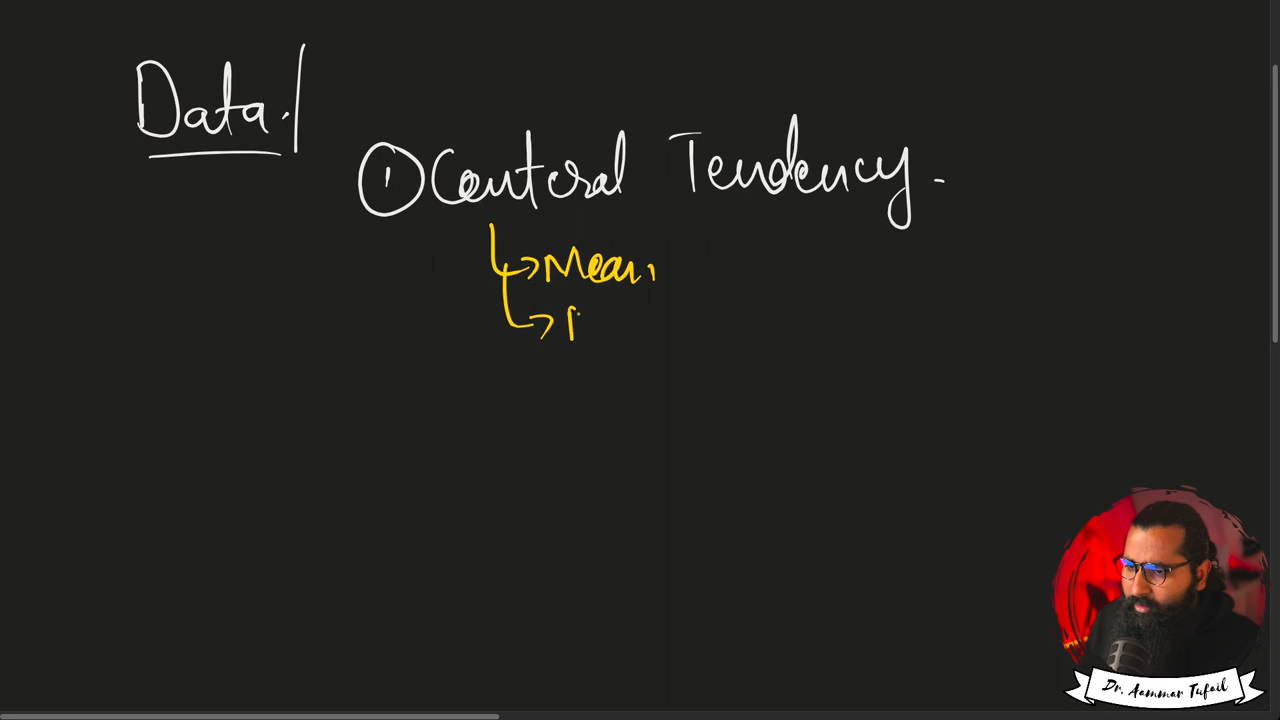 Data.
① Centeral Tendency.
→ Mean,
→
Dr. Aammar Tufail